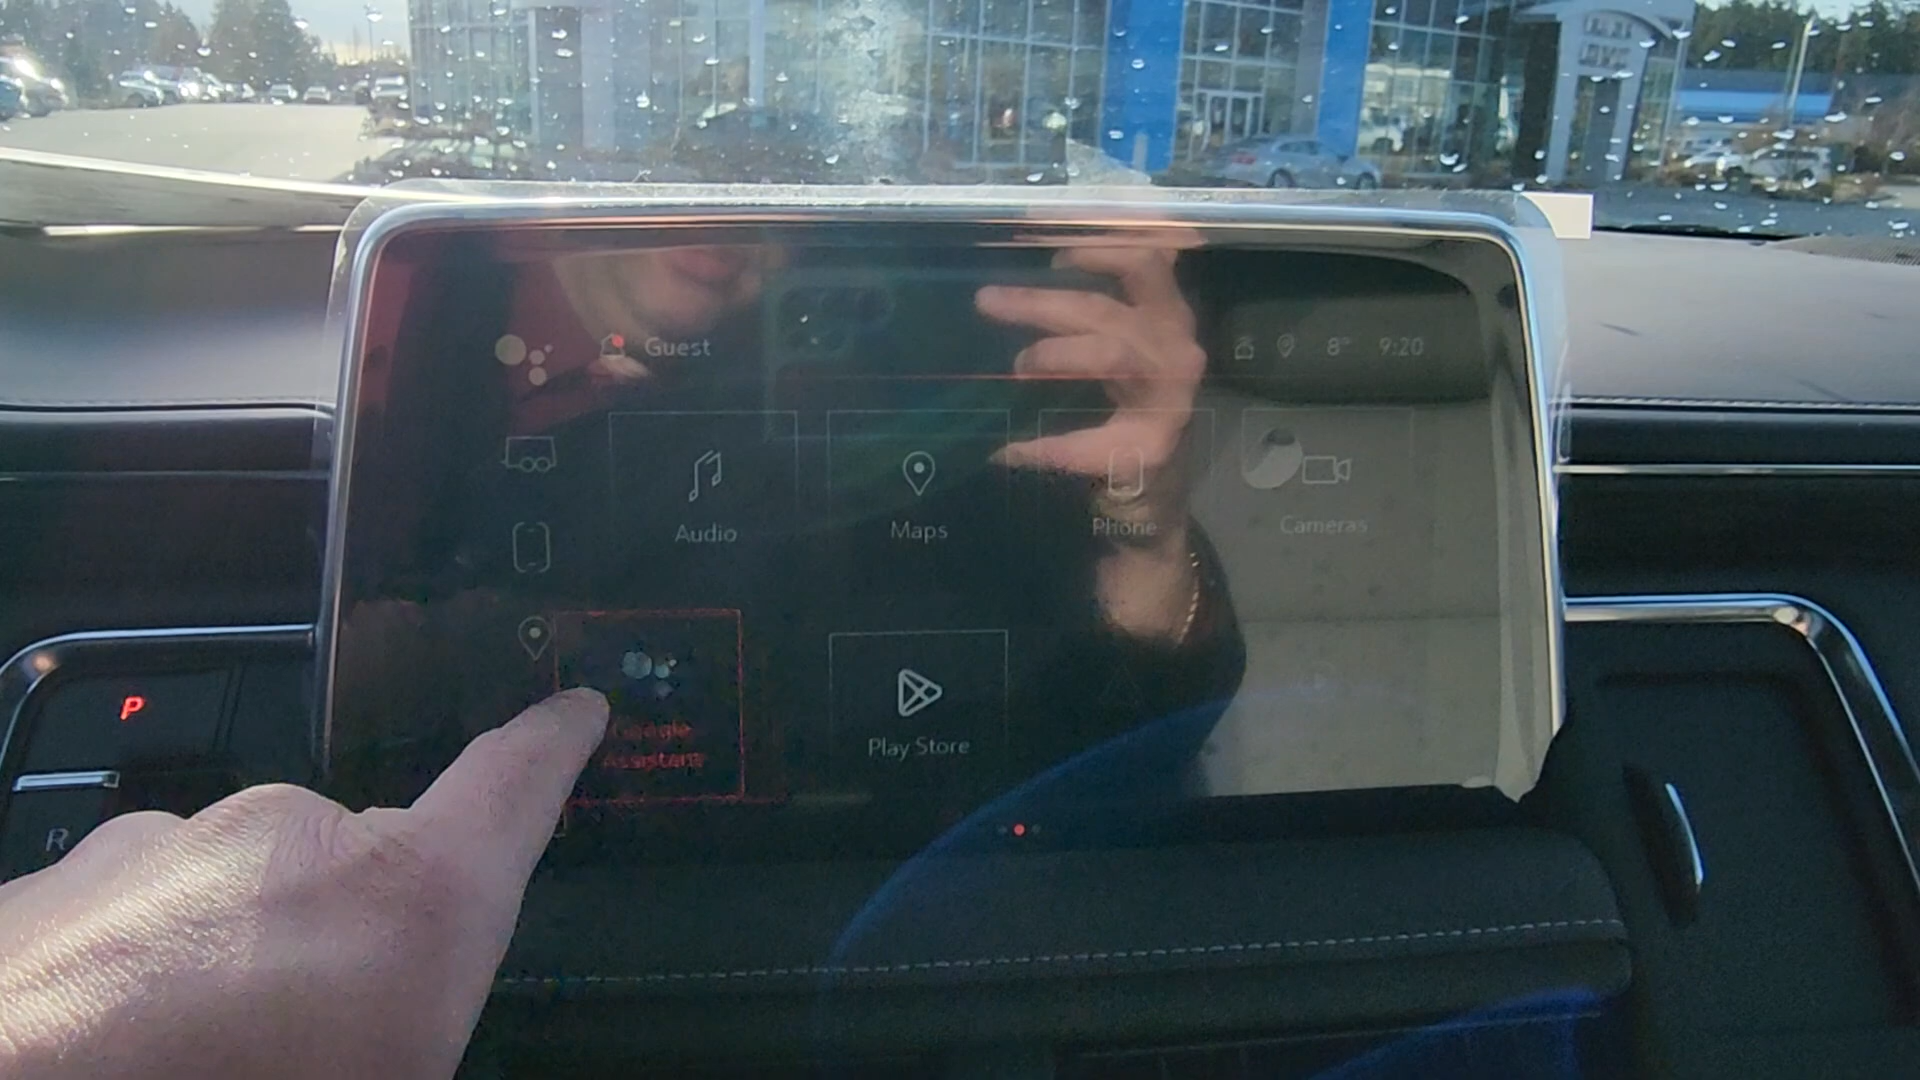 Guest
8° 9:20
Audio
Maps
Phone
Cameras
Google
Assistant
Play Store
P
R